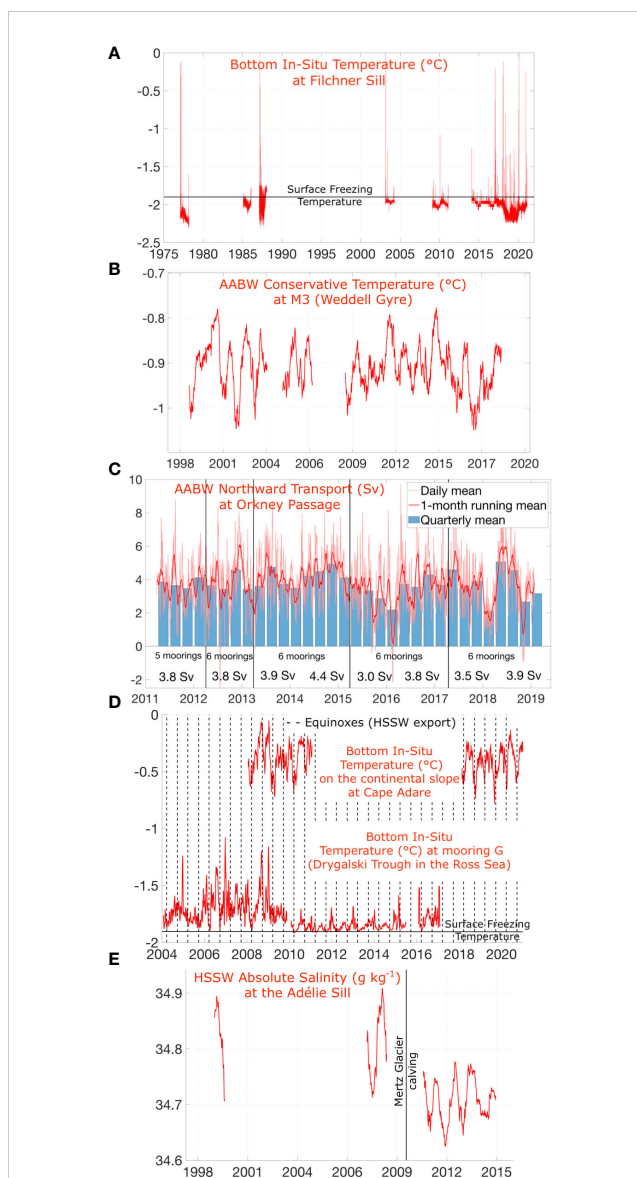 A
Bottom In-Situ Temperature (°C)
at Filchner Sill
0
-0.5
-1
-1.5
-2
-2.5
Surface Freezing
Temperature
1975 1980 1985 1990 1995 2000 2005 2010 2015 2020
B
AABW Conservative Temperature (°C)
at M3 (Weddell Gyre)
-0.7
-0.8
-0.9
-1
1998 2001 2004 2006 2009 2012 2015 2017 2020
C
AABW Northward Transport (Sv)
at Orkney Passage
Daily mean
1-month running mean
Quarterly mean
10
8
6
4
2
0
-2
5 moorings 6 moorings 6 moorings 6 moorings 6 moorings
3.8 Sv 3.8 Sv 3.9 Sv 4.4 Sv 3.0 Sv 3.8 Sv 3.5 Sv 3.9 Sv
2011 2012 2013 2014 2015 2016 2017 2018 2019
D
- - Equinoxes (HSSW export)
Bottom In-Situ
Temperature (°C)
on the continental slope
at Cape Adare
0
-0.5
-1
-1.5
-2
Bottom In-Situ
Temperature (°C) at mooring G
(Drygalski Trough in the Ross Sea)
Surface Freezing
Temperature
2004 2006 2008 2010 2012 2014 2016 2018 2020
E
HSSW Absolute Salinity (g kg⁻¹)
at the Adélie Sill
34.9
34.8
34.7
34.6
Mertz Glacier
calving
1998 2001 2004 2006 2009 2012 2015